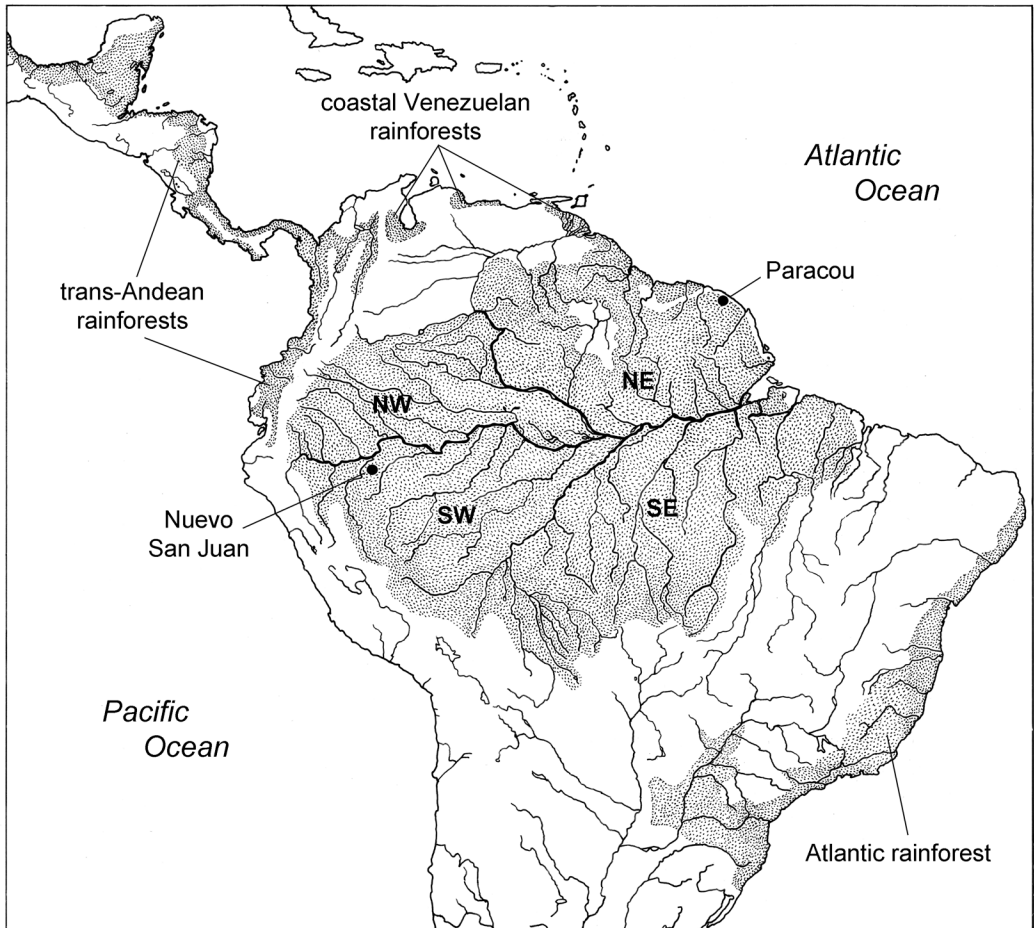 coastal Venezuelan
rainforests
Atlantic
Ocean
Paracou
trans-Andean
rainforests
NE
NW
SW
SE
Nuevo
San Juan
Pacific
Ocean
Atlantic rainforest